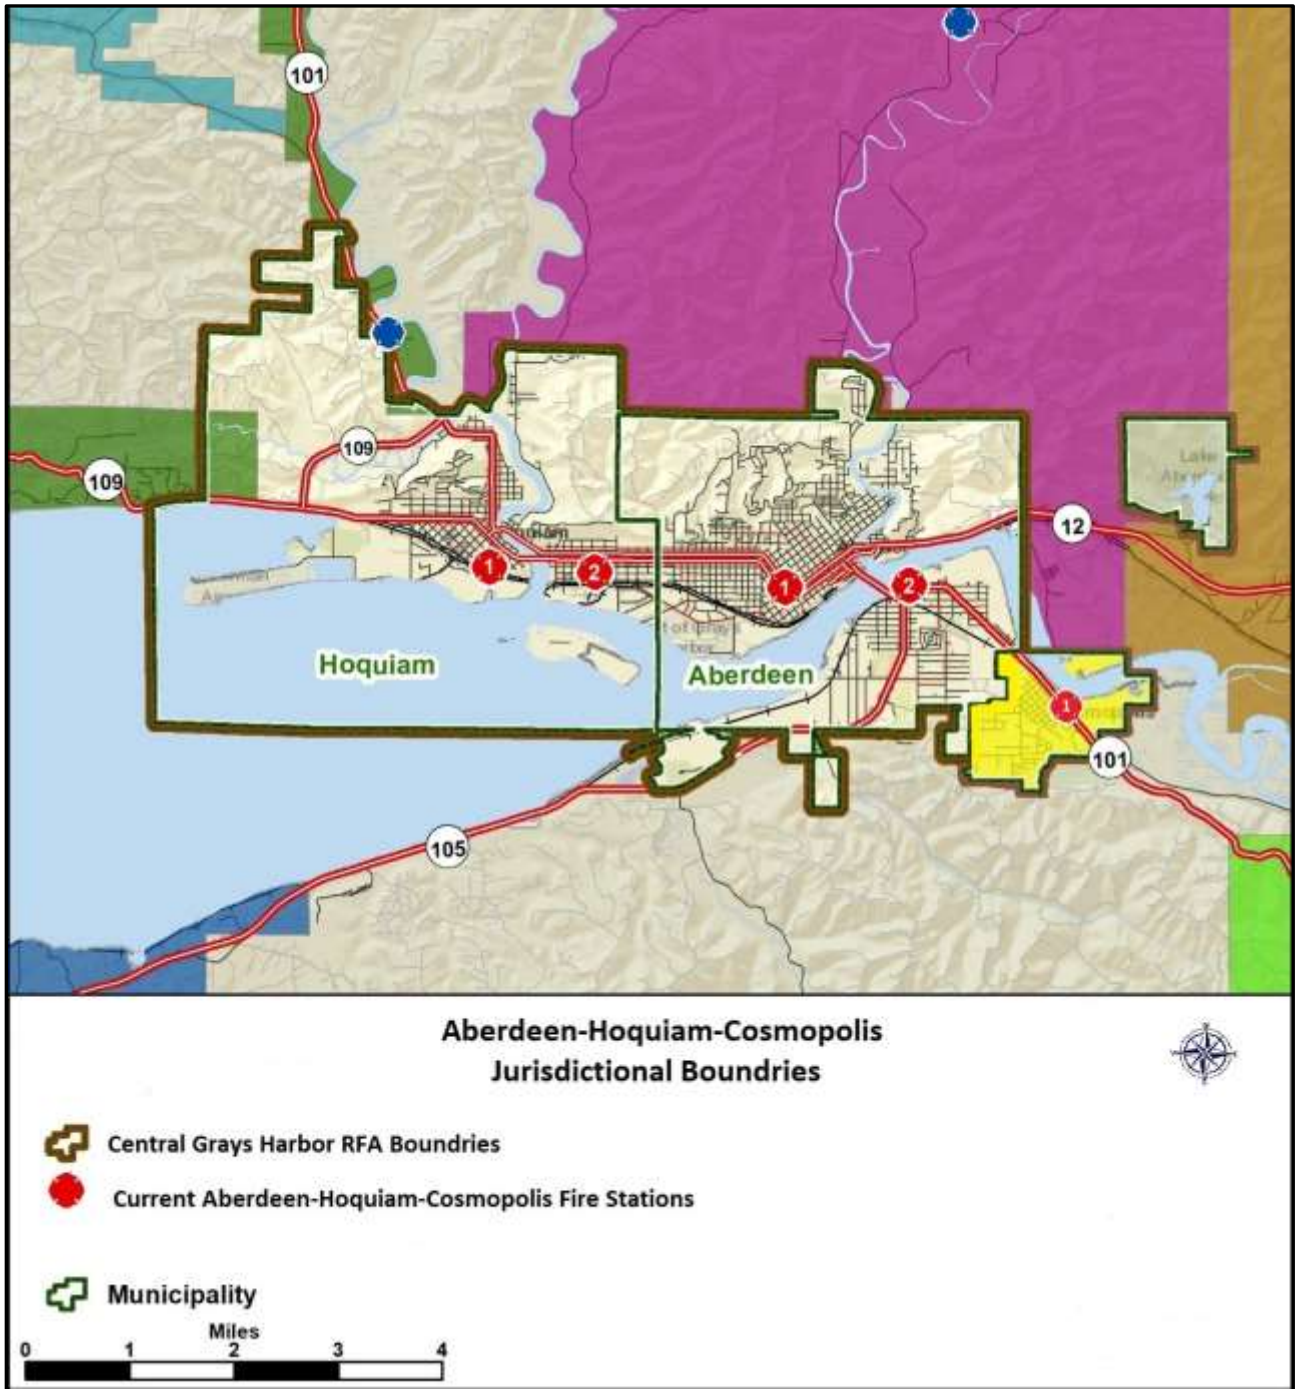 101
109
109
12
Lake
1
2
1
2
Hoquiam
Aberdeen
1
101
105
Aberdeen-Hoquiam-Cosmopolis
Jurisdictional Boundries
Central Grays Harbor RFA Boundries
Current Aberdeen-Hoquiam-Cosmopolis Fire Stations
Municipality
Miles
0 1 2 3 4